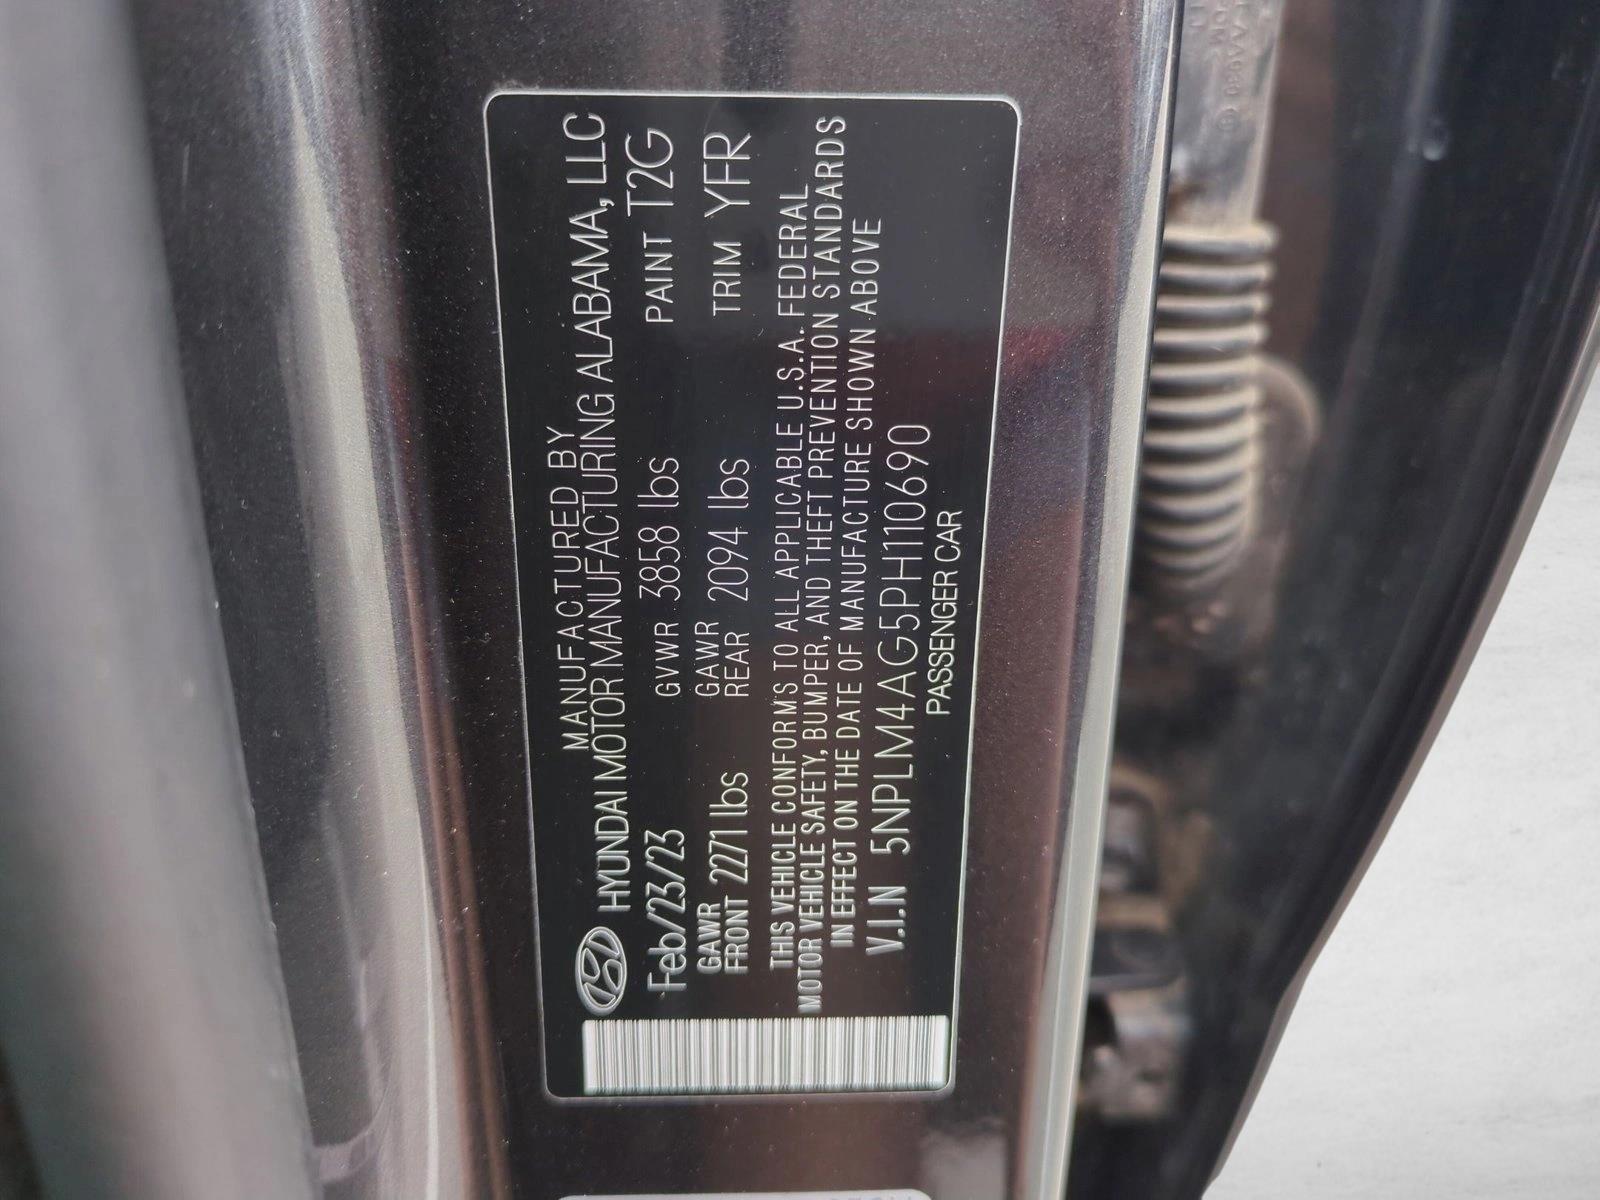 MANUFACTURED BY
HYUNDAI MOTOR MANUFACTURING ALABAMA, LLC
Feb/23/23 GVWR 3858 lbs PAINT T2G
GAWR FRONT 2271 lbs GAWR REAR 2094 lbs TRIM YFR
THIS VEHICLE CONFORMS TO ALL APPLICABLE U.S.A. FEDERAL
MOTOR VEHICLE SAFETY, BUMPER, AND THEFT PREVENTION STANDARDS
IN EFFECT ON THE DATE OF MANUFACTURE SHOWN ABOVE
V.I.N 5NPLM4AG5PH110690
PASSENGER CAR